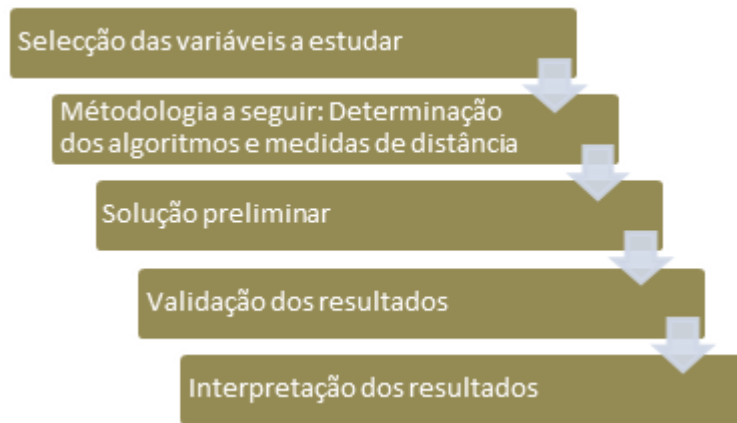 Selecção das variáveis a estudar
Métodologia a seguir: Determinação
dos algoritmos e medidas de distância
Solução preliminar
Validação dos resultados
Interpretação dos resultados